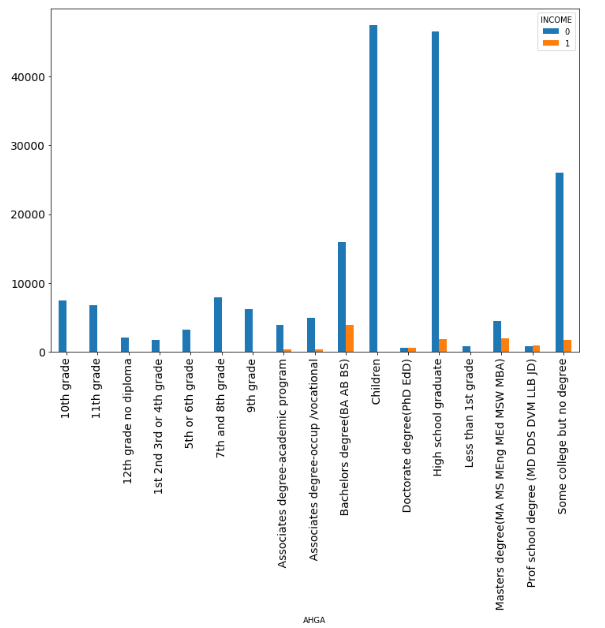 INCOME
0
1
40000
30000
20000
10000
0
10th grade
11th grade
12th grade no diploma
1st 2nd 3rd or 4th grade
5th or 6th grade
7th and 8th grade
9th grade
Associates degree-academic program
Associates degree-occup /vocational
Bachelors degree(BA AB BS)
Children
Doctorate degree(PhD EdD)
High school graduate
Less than 1st grade
Masters degree(MA MS MEng MEd MSW MBA)
Prof school degree (MD DDS DVM LLB JD)
Some college but no degree
AHGA